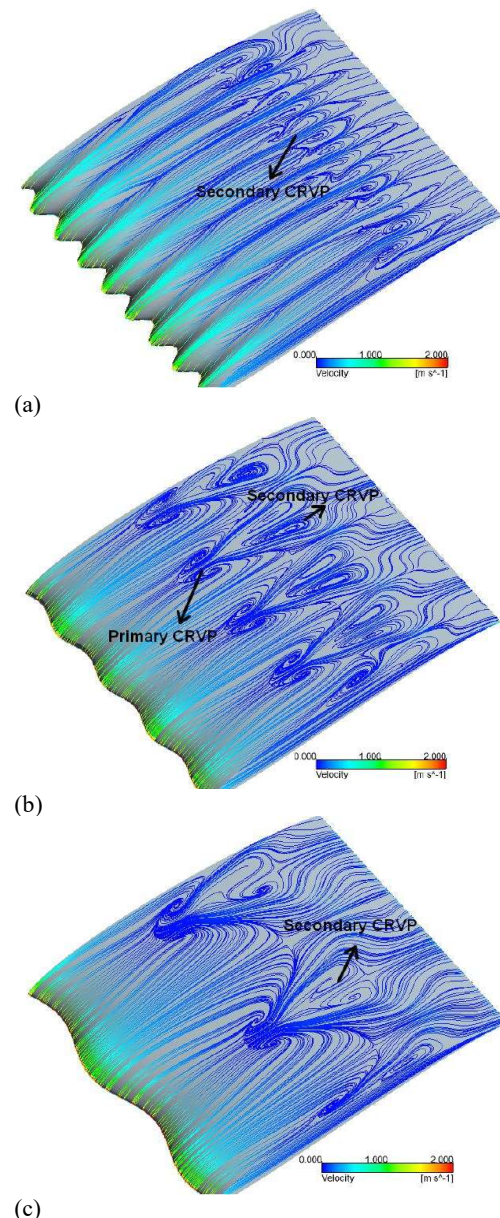 Secondary CRVP
0.000 1.000 2.000
Velocity [m s^-1]
(a)
Secondary CRVP
Primary CRVP
0.000 1.000 2.000
Velocity [m s^-1]
(b)
Secondary CRVP
0.000 1.000 2.000
Velocity [m s^-1]
(c)